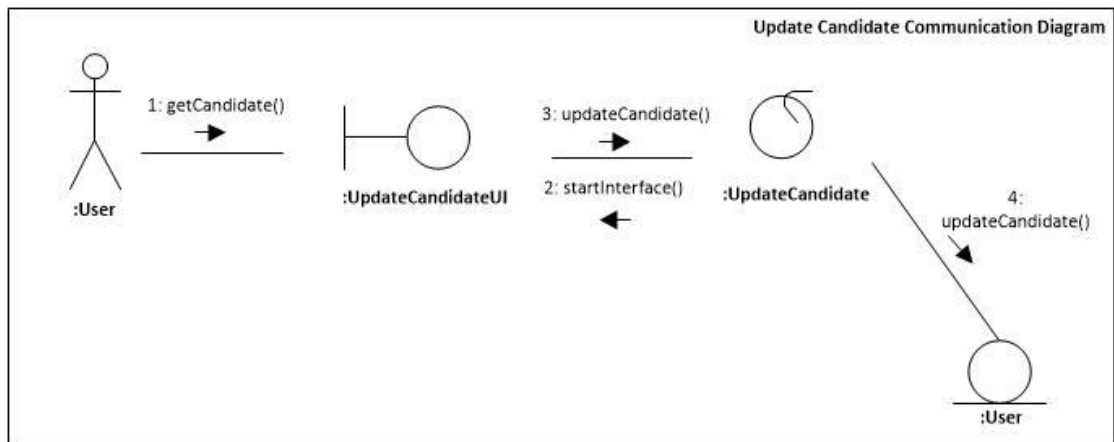 Update Candidate Communication Diagram
1: getCandidate()
3: updateCandidate()
2: startInterface()
4:
updateCandidate()
:User
:UpdateCandidateUI
:UpdateCandidate
:User